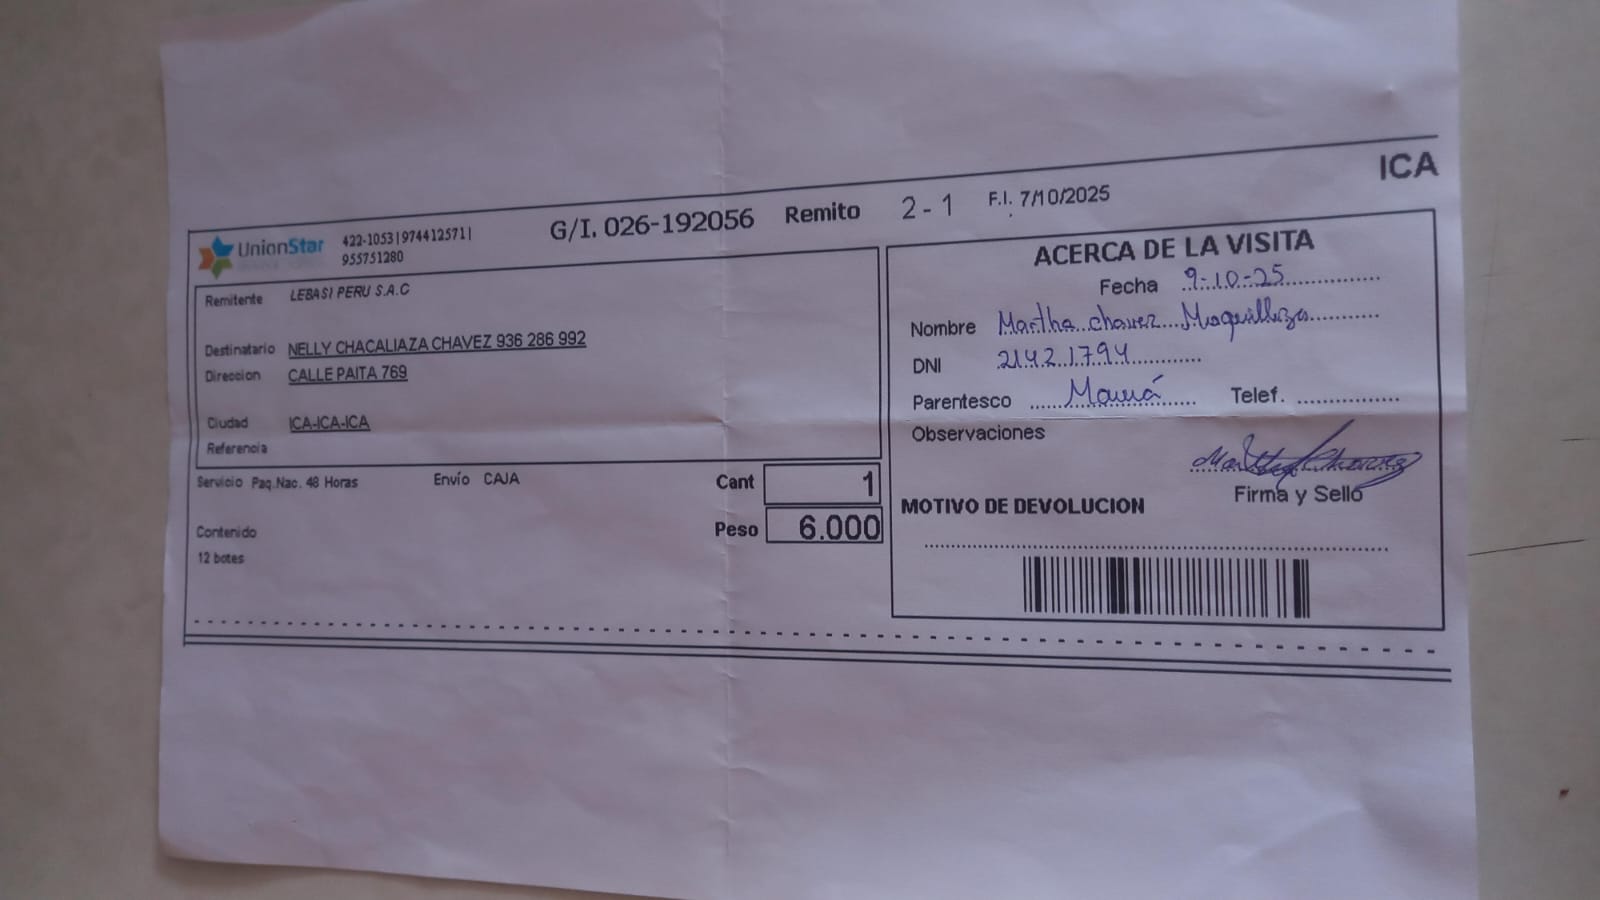 ICA
UnionStar 422-1053|974412571|
955751280
G/I. 026-192056 Remito 2 - 1 F.I. 7/10/2025
Remitente LEBASI PERU S.A.C
Destinatario NELLY CHACALIAZA CHAVEZ 936 286 992
Direccion CALLE PAITA 769
Ciudad ICA-ICA-ICA
Referencia
Servicio Paq.Nac. 48 Horas Envío CAJA
Cant 1
Peso 6.000
Contenido
12 botes
ACERCA DE LA VISITA
Fecha 9-10-25
Nombre Martha chavez Moquillaza
DNI 21421794
Parentesco Mamá Telef.
Observaciones
Martha Chavez
Firma y Sello
MOTIVO DE DEVOLUCION